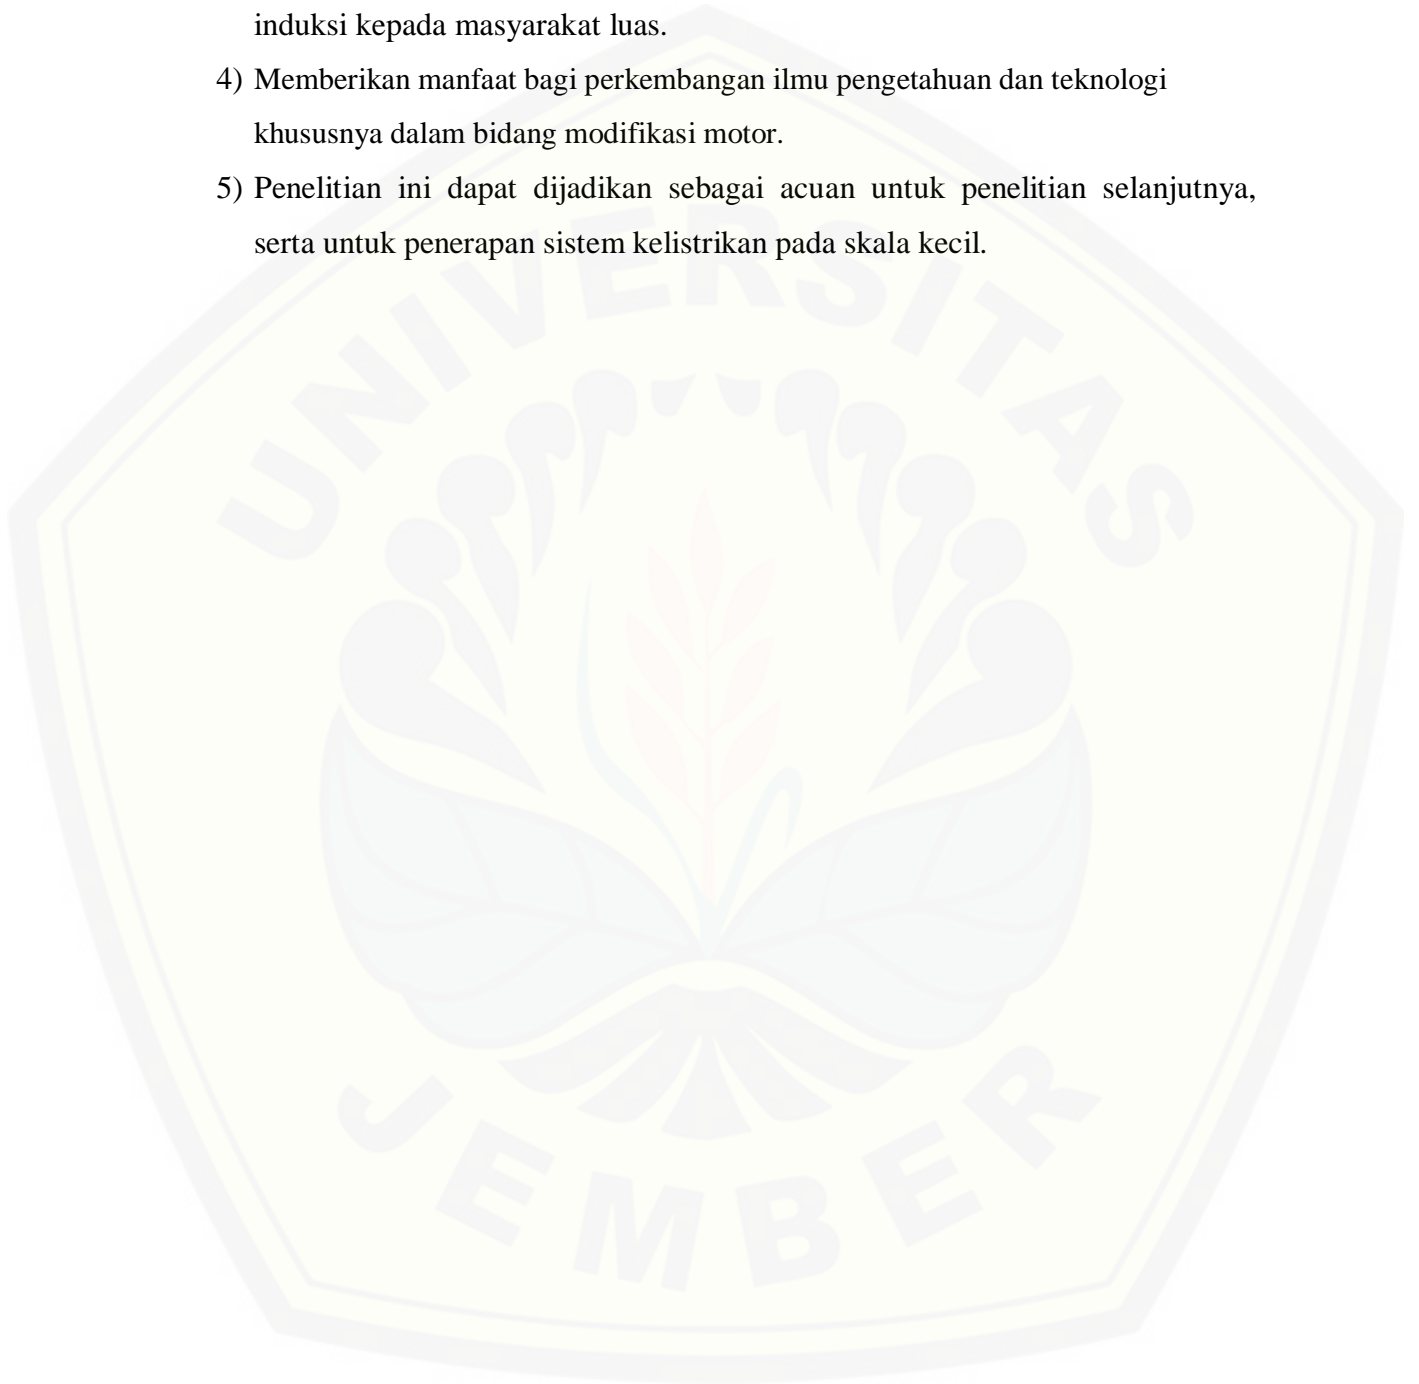 induksi kepada masyarakat luas.
4) Memberikan manfaat bagi perkembangan ilmu pengetahuan dan teknologi
khususnya dalam bidang modifikasi motor.
5) Penelitian ini dapat dijadikan sebagai acuan untuk penelitian selanjutnya,
serta untuk penerapan sistem kelistrikan pada skala kecil.
UNIVERSITAS
JEMBER